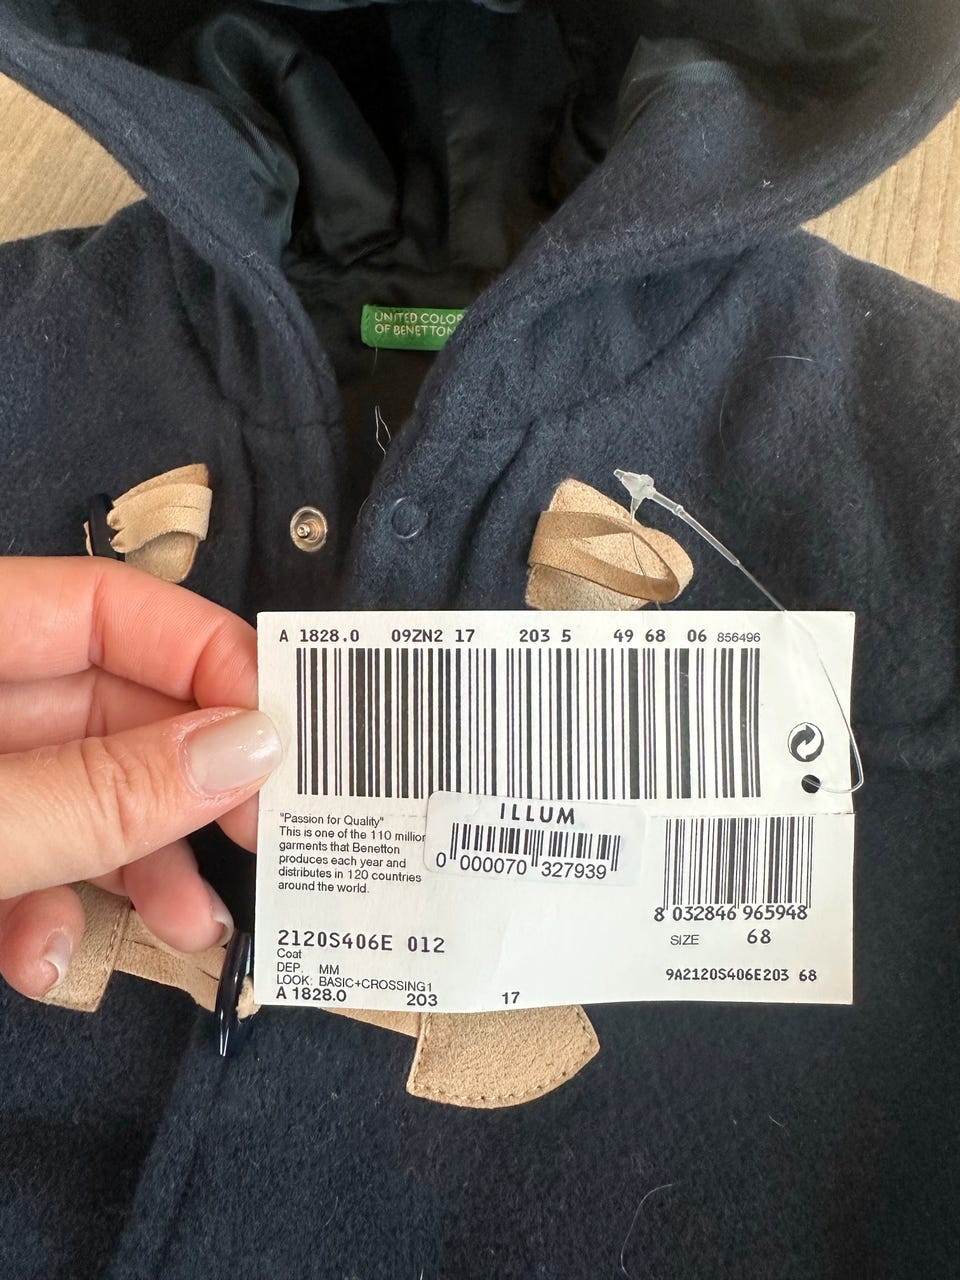 UNITED COLOR
OF BENETTON
A 1828.0 09ZN2 17 203 5 49 68 06 856496
"Passion for Quality"
This is one of the 110 million
garments that Benetton
produces each year and
distributes in 120 countries
around the world.
ILLUM
0 000070 327939
8 032846 965948
SIZE 68
2120S406E 012
Coat
DEP. MM
LOOK: BASIC+CROSSING1
A 1828.0 203 17
9A2120S406E203 68